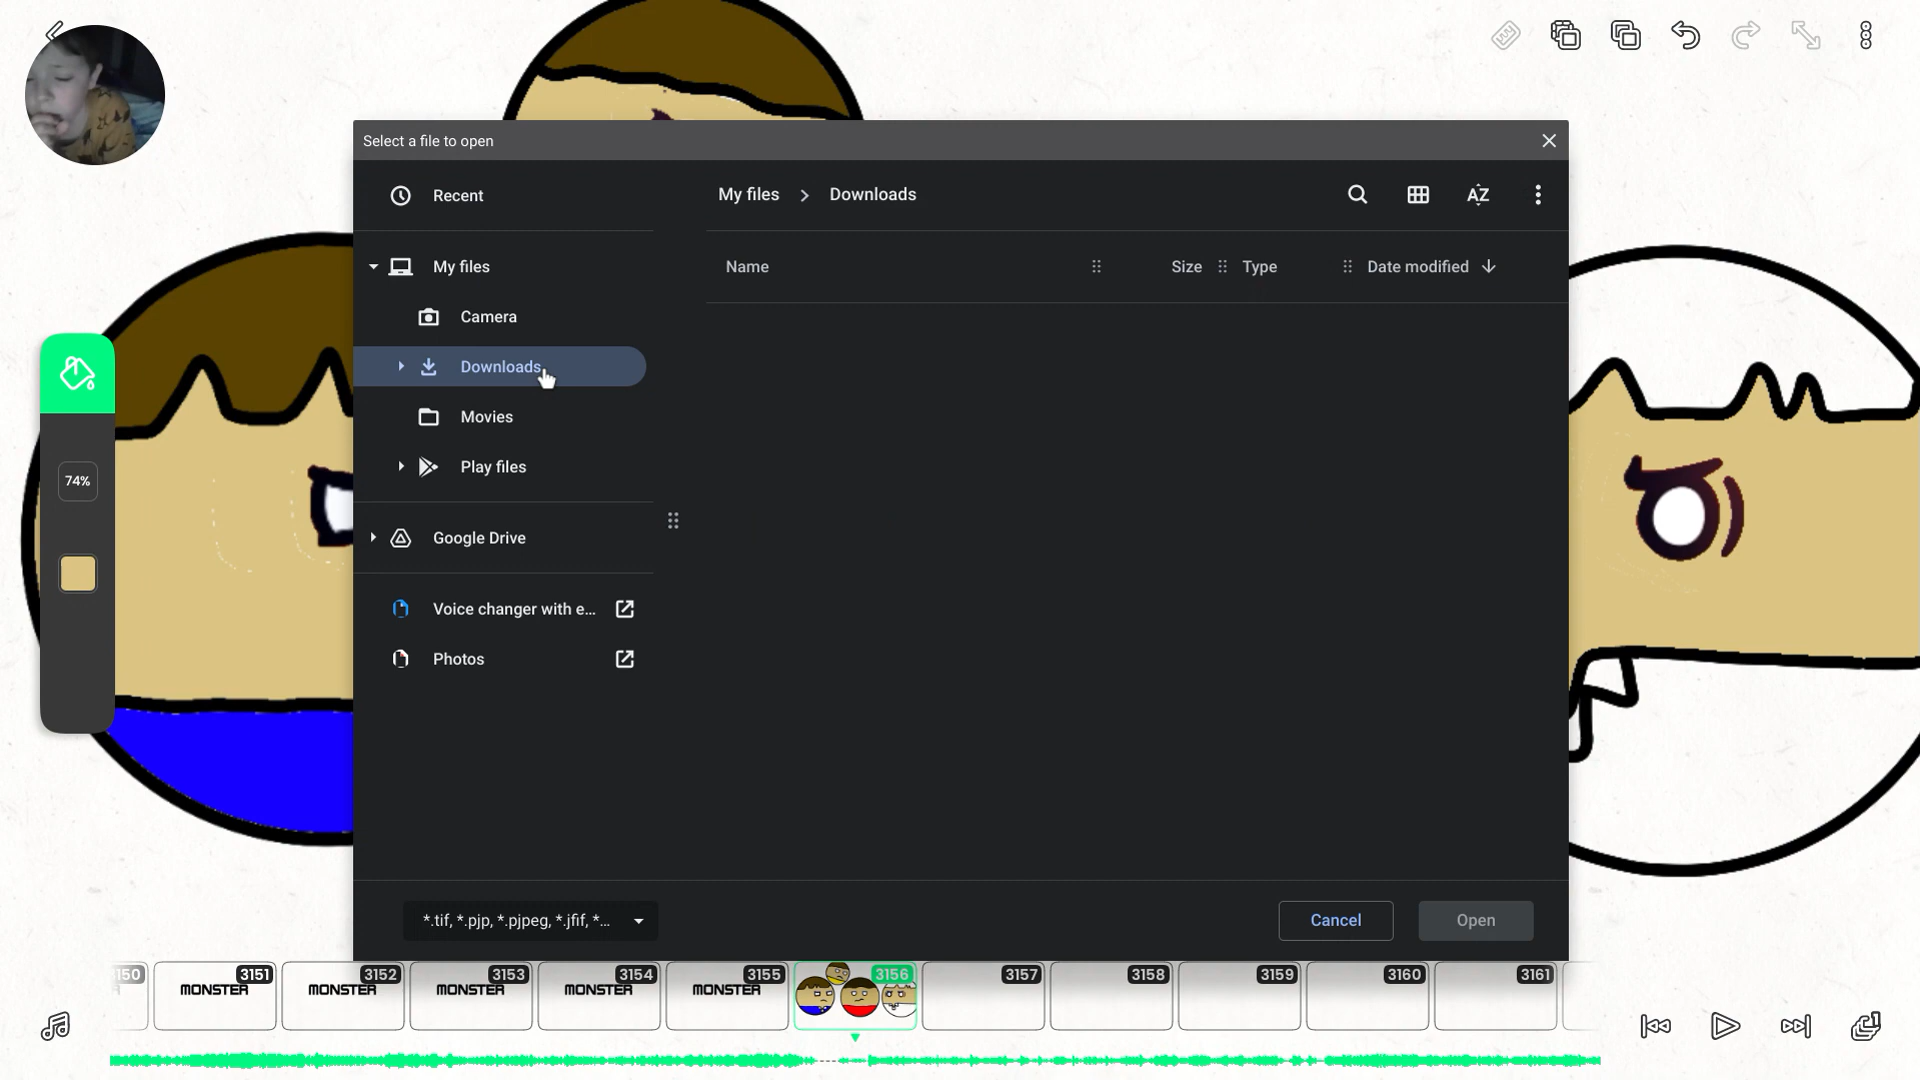 Select a file to open
Recent
My files > Downloads
AZ
My files
Name
Size
Type
Date modified
Camera
Downloads
Movies
Play files
74%
Google Drive
Voice changer with e...
Photos
*.tif, *.pjp, *.pjpeg, *.jfif, *...
Cancel
Open
150
3151
3152
3153
3154
3155
3156
3157
3158
3159
3160
3161
MONSTER
MONSTER
MONSTER
MONSTER
MONSTER